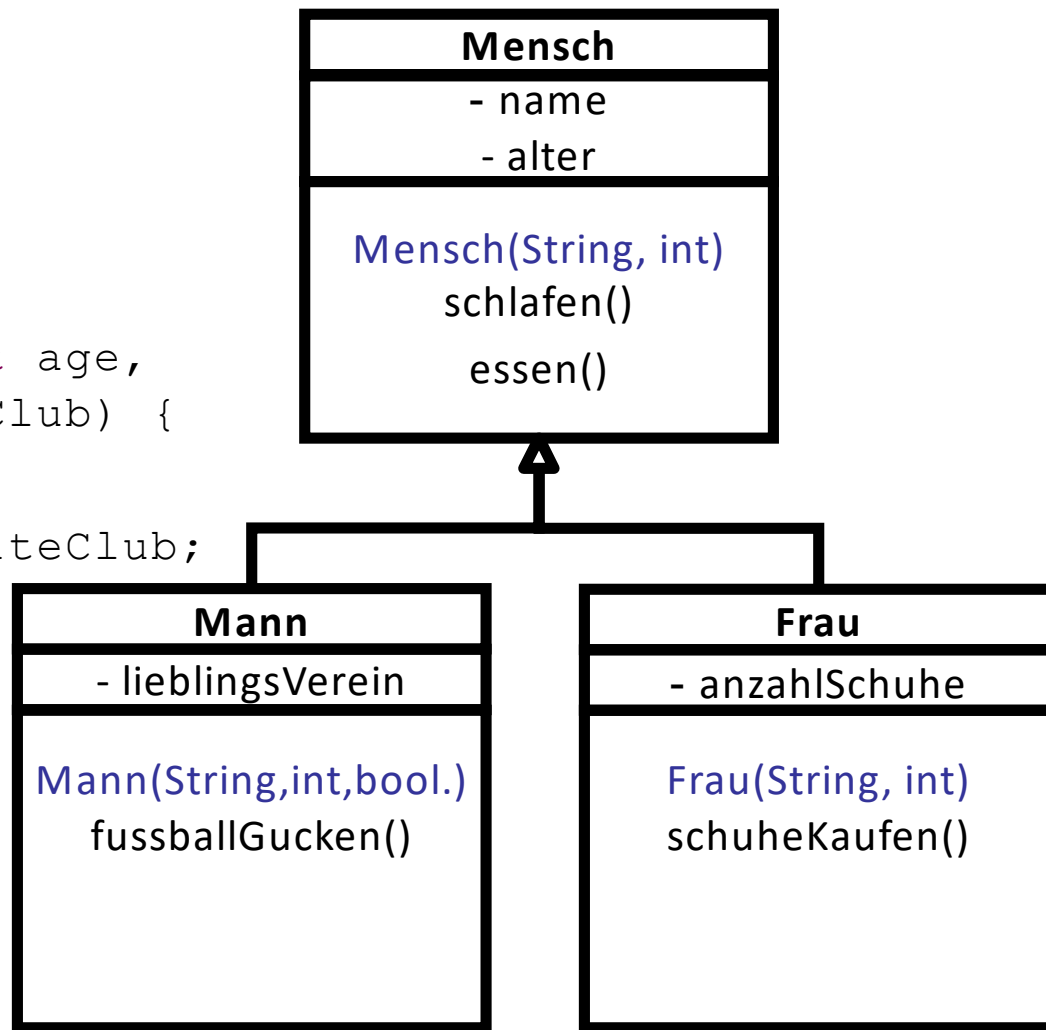 Mensch
- name
- alter
Mensch(String, int)
schlafen()
essen()
age,
Club) {
teClub;
Mann
- lieblingsVerein
Mann(String,int,bool.)
fussballGucken()
Frau
- anzahlSchuhe
Frau(String, int)
schuheKaufen()